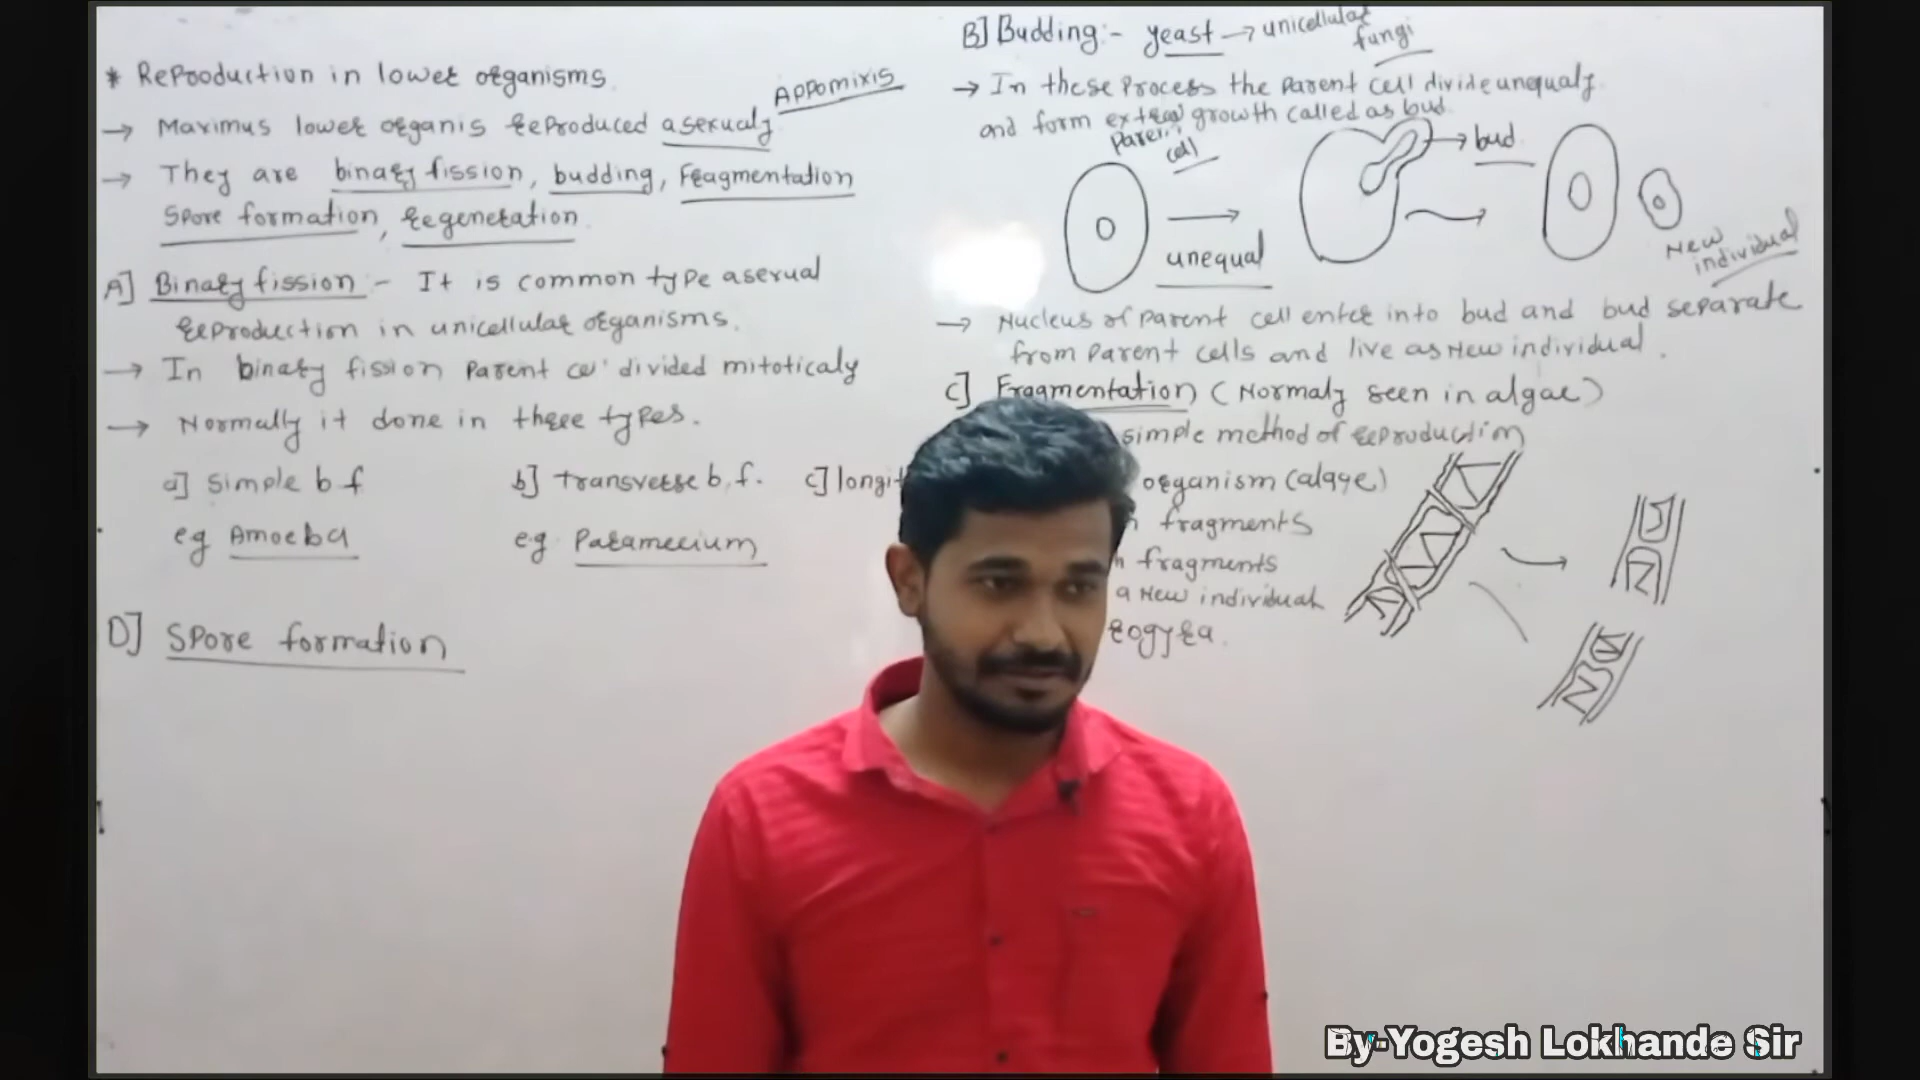 * Repooduction in lower organisms
Appomixis
→ Maximus lower organis reproduced asexualy
→ They are binary fission, budding, Fragmentation
Spore formation, regeneration
A] Binary fission :- It is common type asexual
reproduction in unicellular organisms.
→ In binary fission parent ce divided mitoticaly
→ Normally it done in three types.
a] simple b f
b] transverse b.f.
c] longit
eg Amoeba
eg. Paramecium
D] Spore formation
B] Budding:- yeast → unicellular
fungi
→ In these process the parent cell divide unequaly
and form extra growth called as bud.
Paren
cell
bud
unequal
New
individual
→ Nucleus of parent cell enter into bud and bud separate
from parent cells and live as new individual.
C] Fragmentation (Normaly seen in algae)
simple method of reproduction
organism (algae)
fragments
fragments
a new individual
rogyra.
By-Yogesh Lokhande Sir